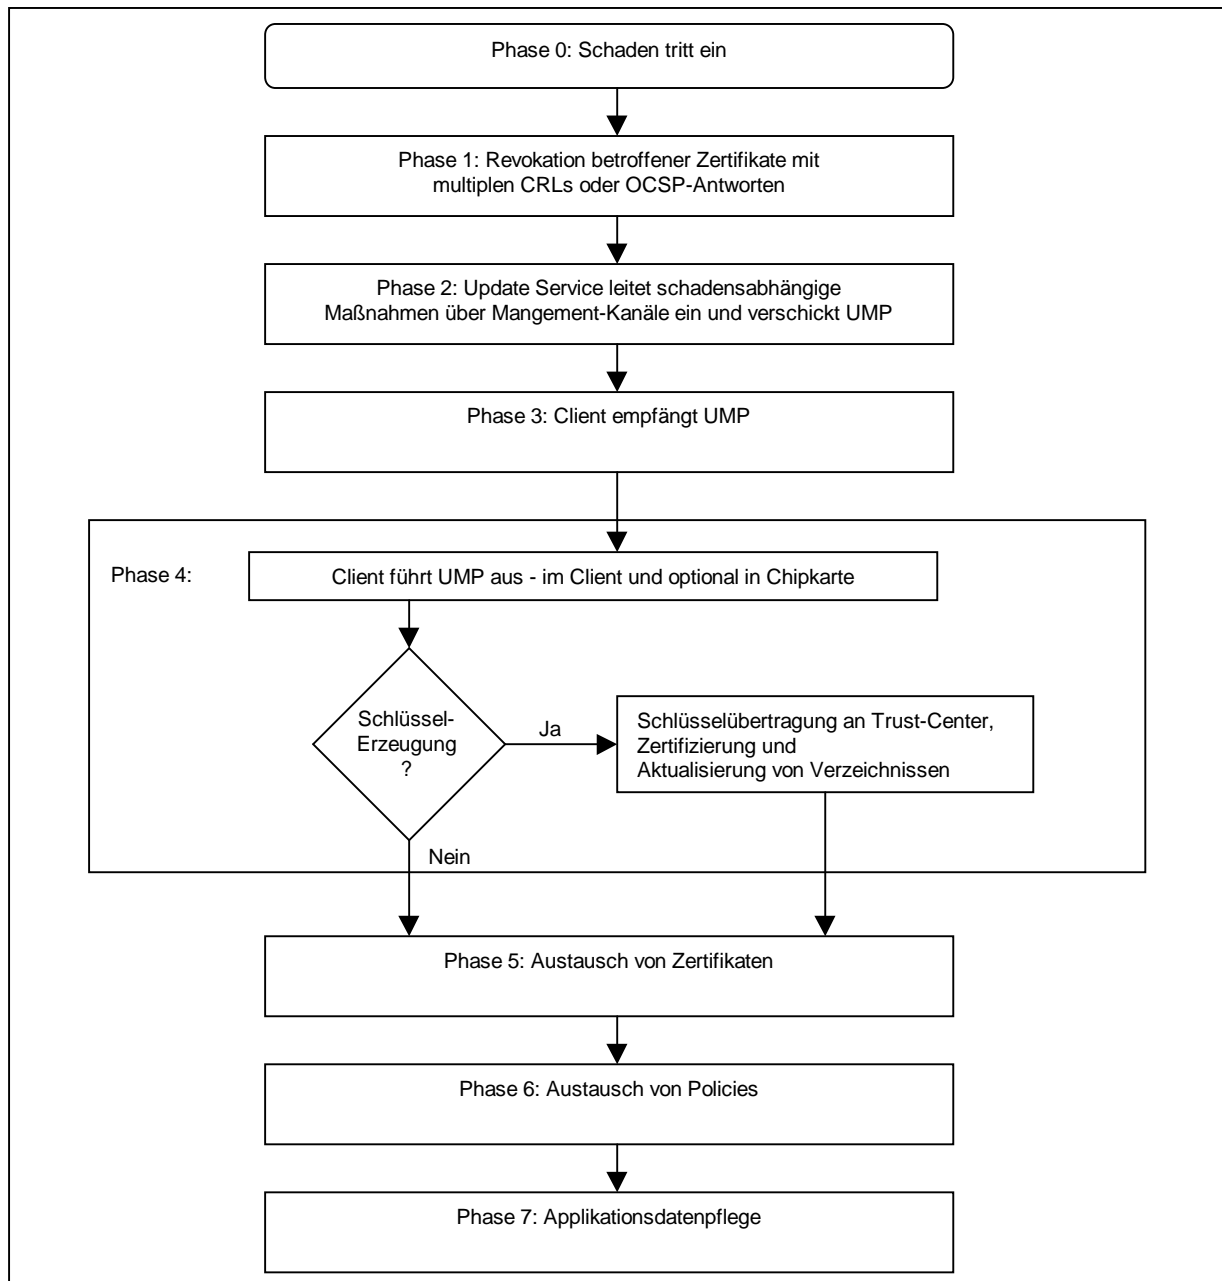 Phase 0: Schaden tritt ein
Phase 1: Revokation betroffener Zertifikate mit
multiplen CRLs oder OCSP-Antworten
Phase 2: Update Service leitet schadensabhängige
Maßnahmen über Mangement-Kanäle ein und verschickt UMP
Phase 3: Client empfängt UMP
Phase 4:
Client führt UMP aus - im Client und optional in Chipkarte
Schlüssel-
Erzeugung
?
Ja
Schlüsselübertragung an Trust-Center,
Zertifizierung und
Aktualisierung von Verzeichnissen
Nein
Phase 5: Austausch von Zertifikaten
Phase 6: Austausch von Policies
Phase 7: Applikationsdatenpflege